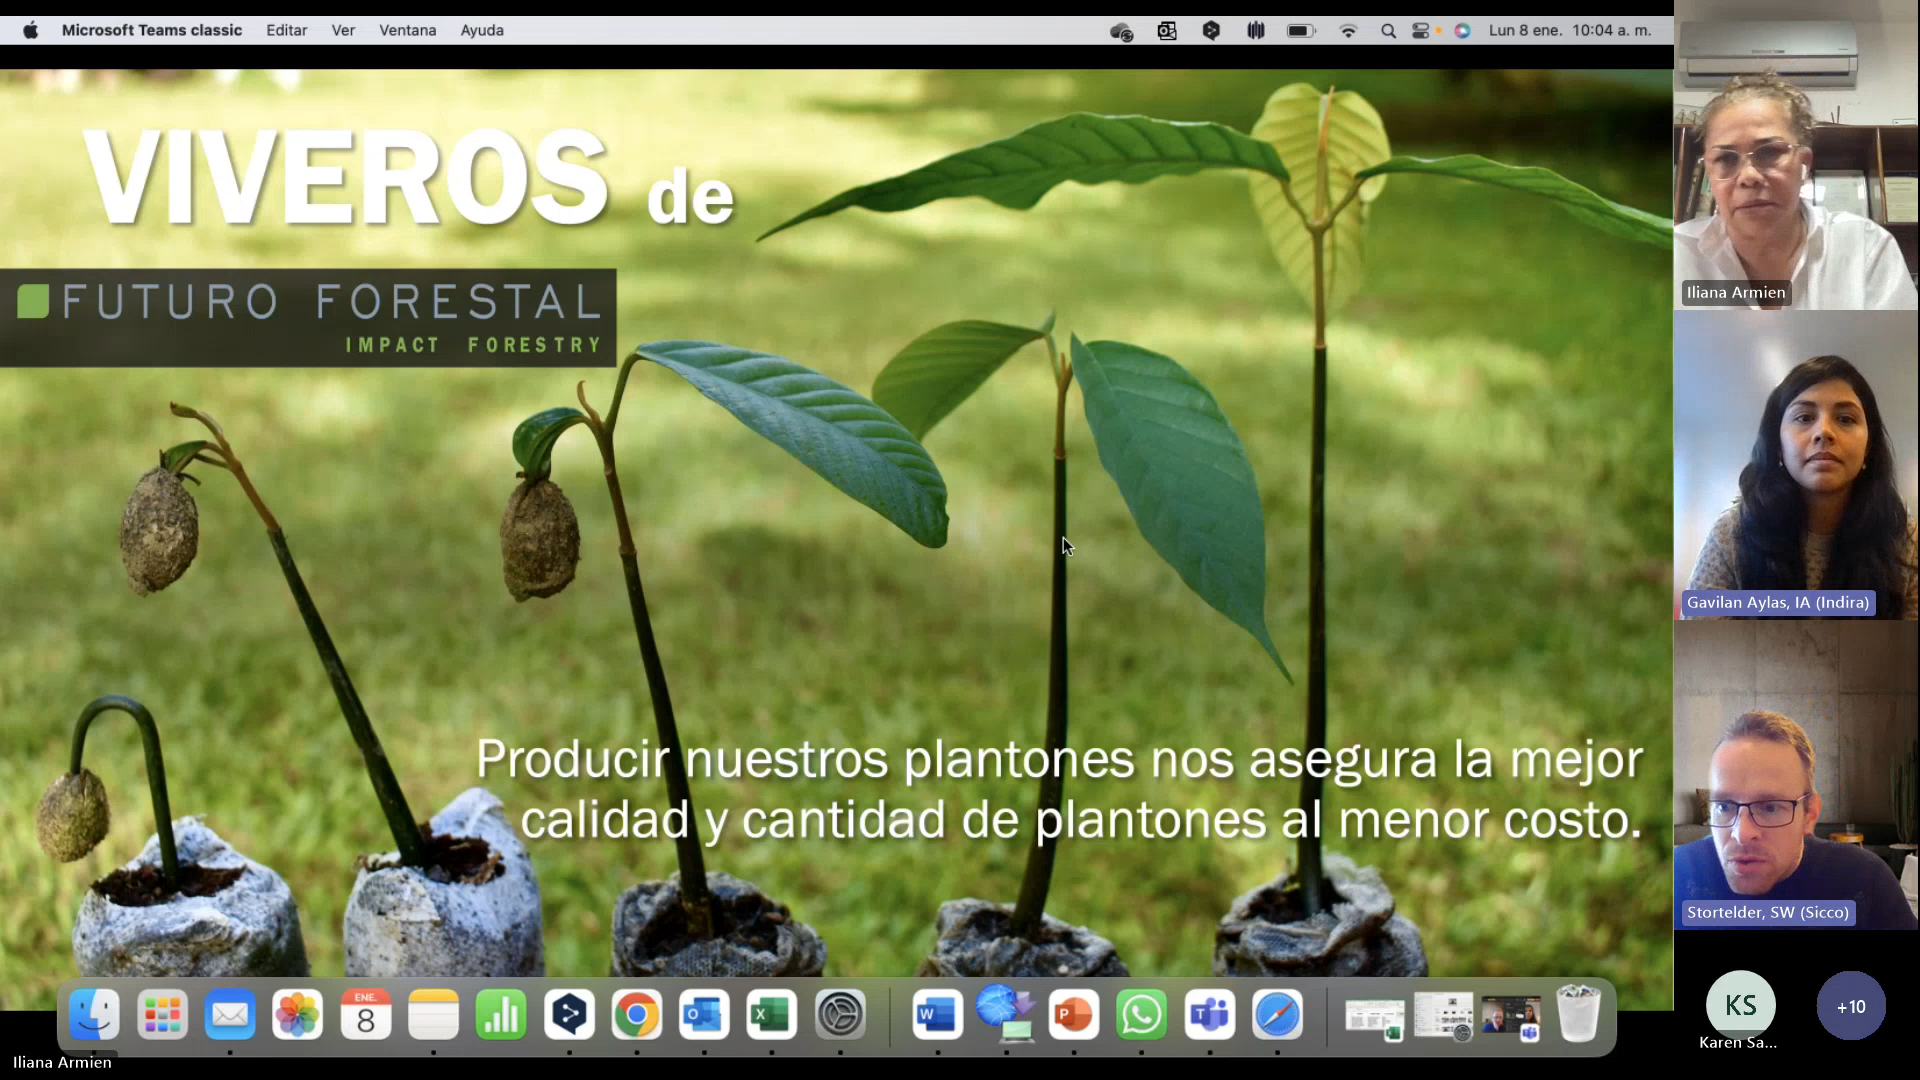 Microsoft Teams classic Editar Ver Ventana Ayuda Lun 8 ene. 10:04 a. m.
VIVEROS de
FUTURO FORESTAL
IMPACT FORESTRY
Producir nuestros plantones nos asegura la mejor
calidad y cantidad de plantones al menor costo.
ENE.
8
Iliana Armien
Iliana Armien
Gavilan Aylas, IA (Indira)
Stortelder, SW (Sicco)
KS
Karen Sa...
+10